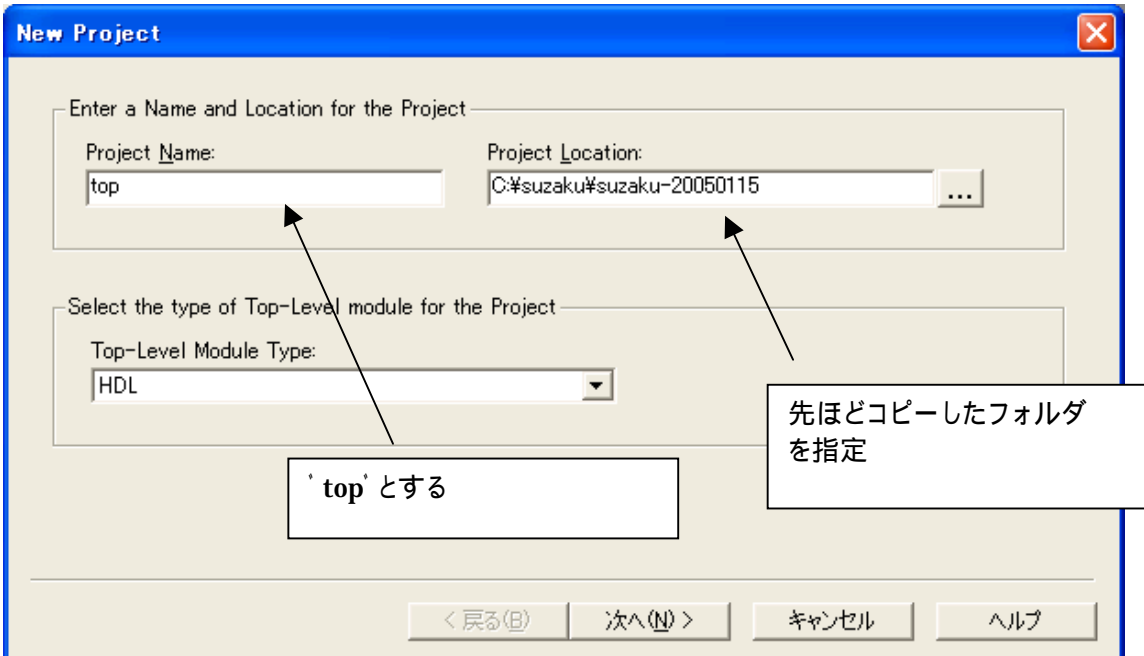 New Project
Enter a Name and Location for the Project
Project Name:
Project Location:
top
C:¥suzaku¥suzaku-20050115
...
Select the type of Top-Level module for the Project
Top-Level Module Type:
HDL
先ほどコピーしたフォルダ
を指定
‘top‘とする
< 戻る(B)
次へ(N) >
キャンセル
ヘルプ